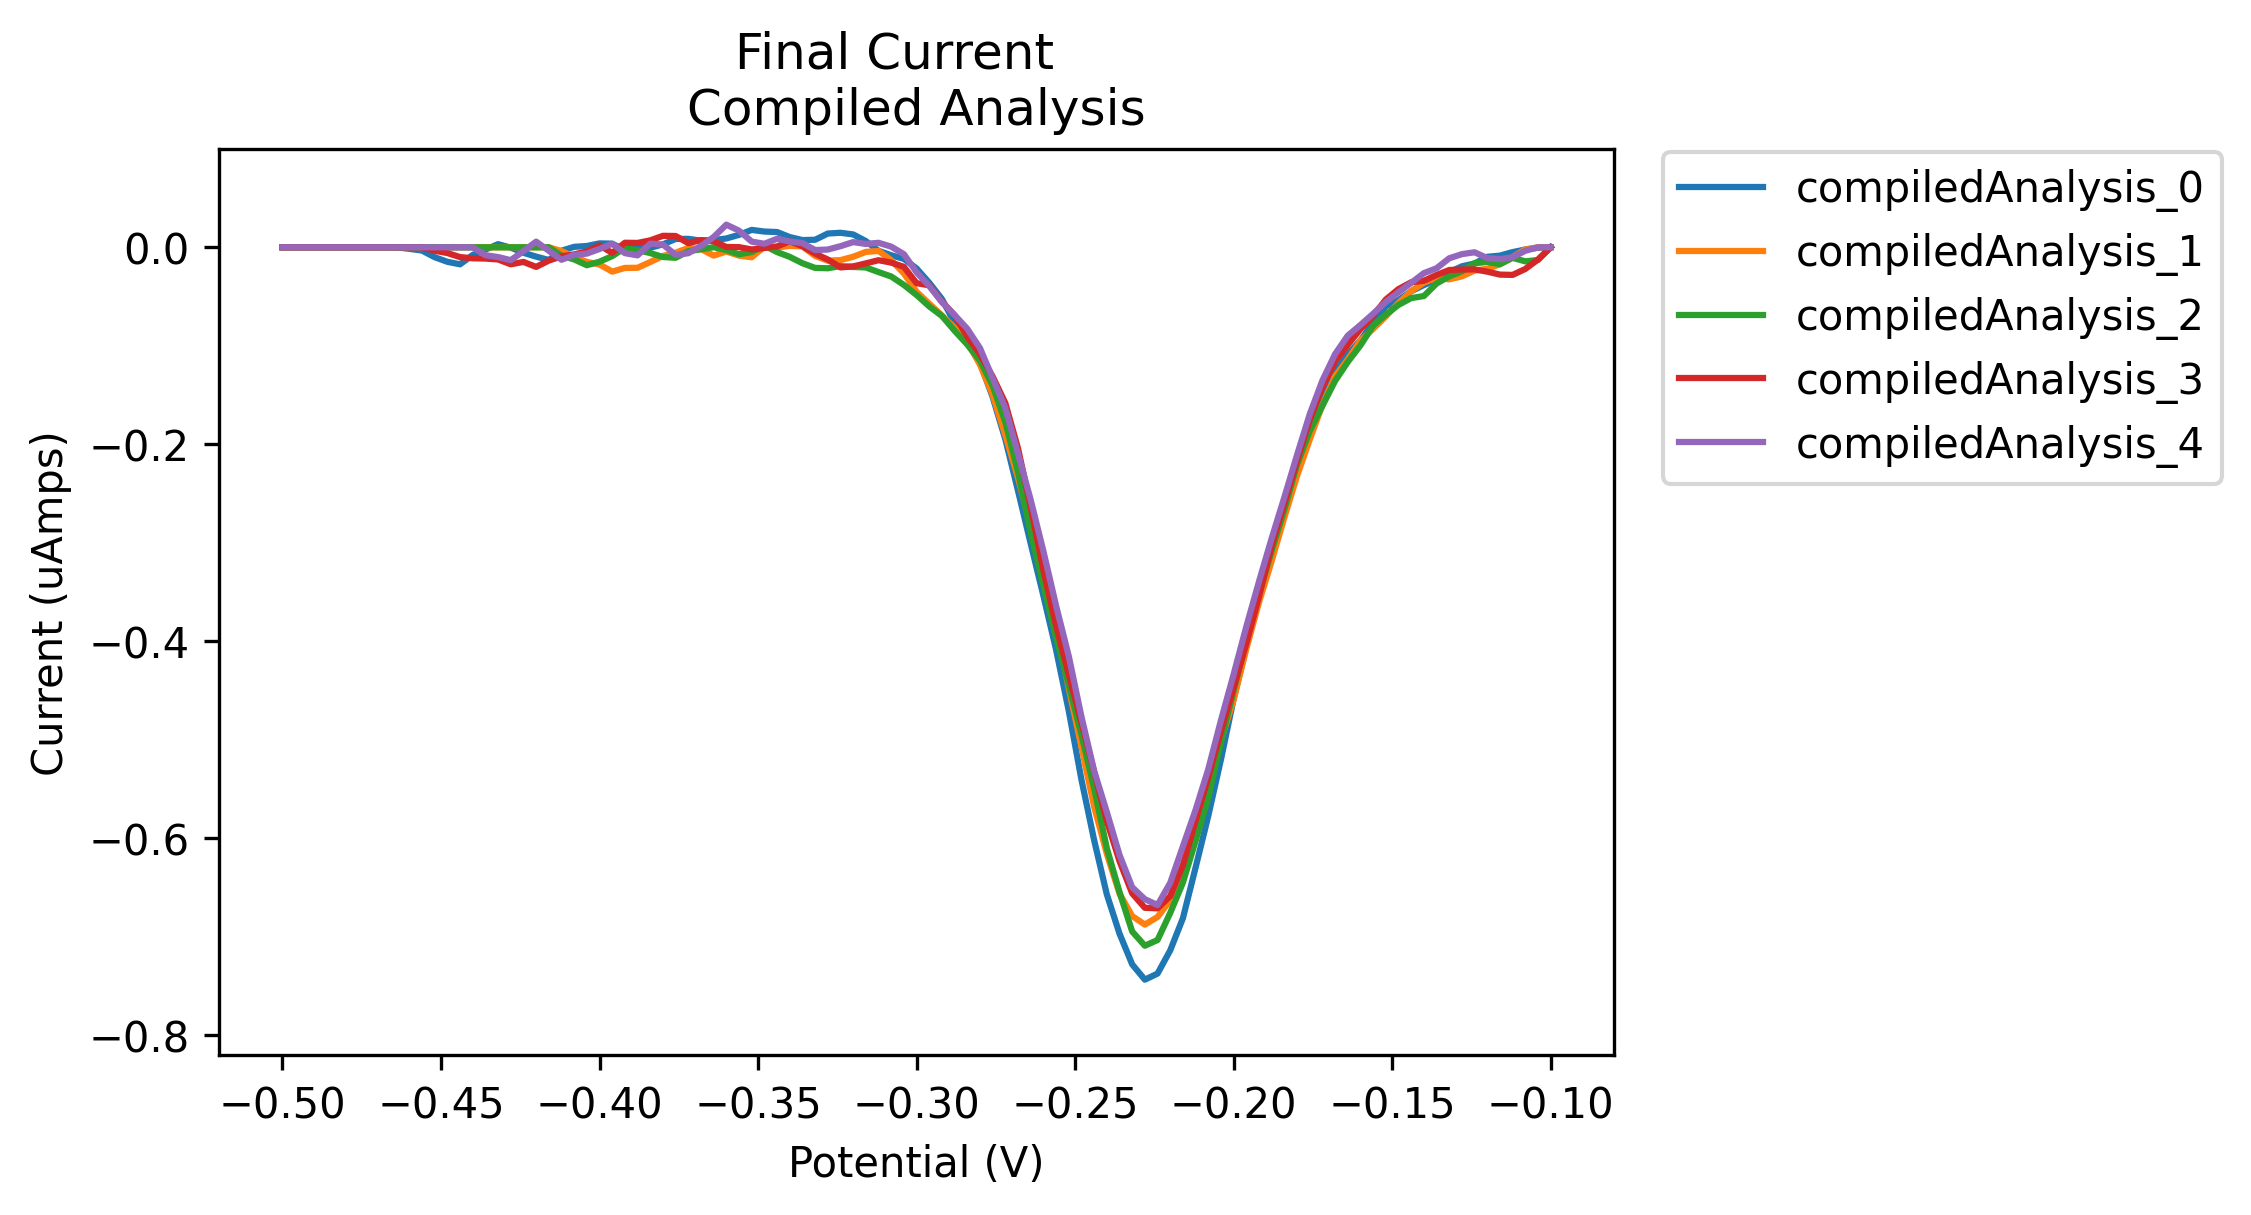 Final Current
Compiled Analysis
0.0
−0.2
−0.4
−0.6
−0.8
Current (uAmps)
−0.50 −0.45 −0.40 −0.35 −0.30 −0.25 −0.20 −0.15 −0.10
Potential (V)
compiledAnalysis_0
compiledAnalysis_1
compiledAnalysis_2
compiledAnalysis_3
compiledAnalysis_4